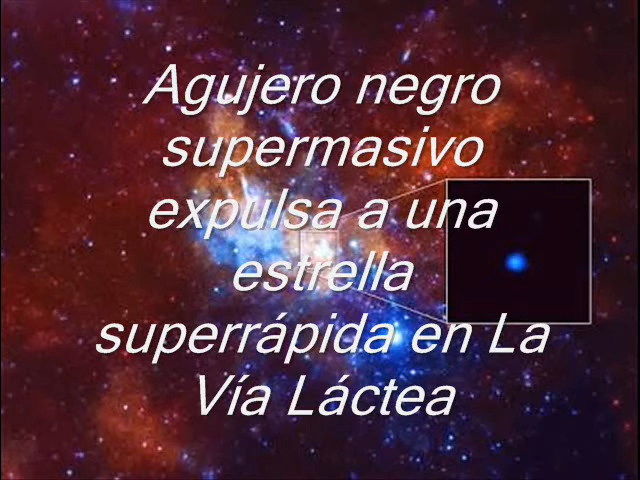 Agujero negro
supermasivo
expulsa a una
estrella
superrápida en La
Vía Láctea